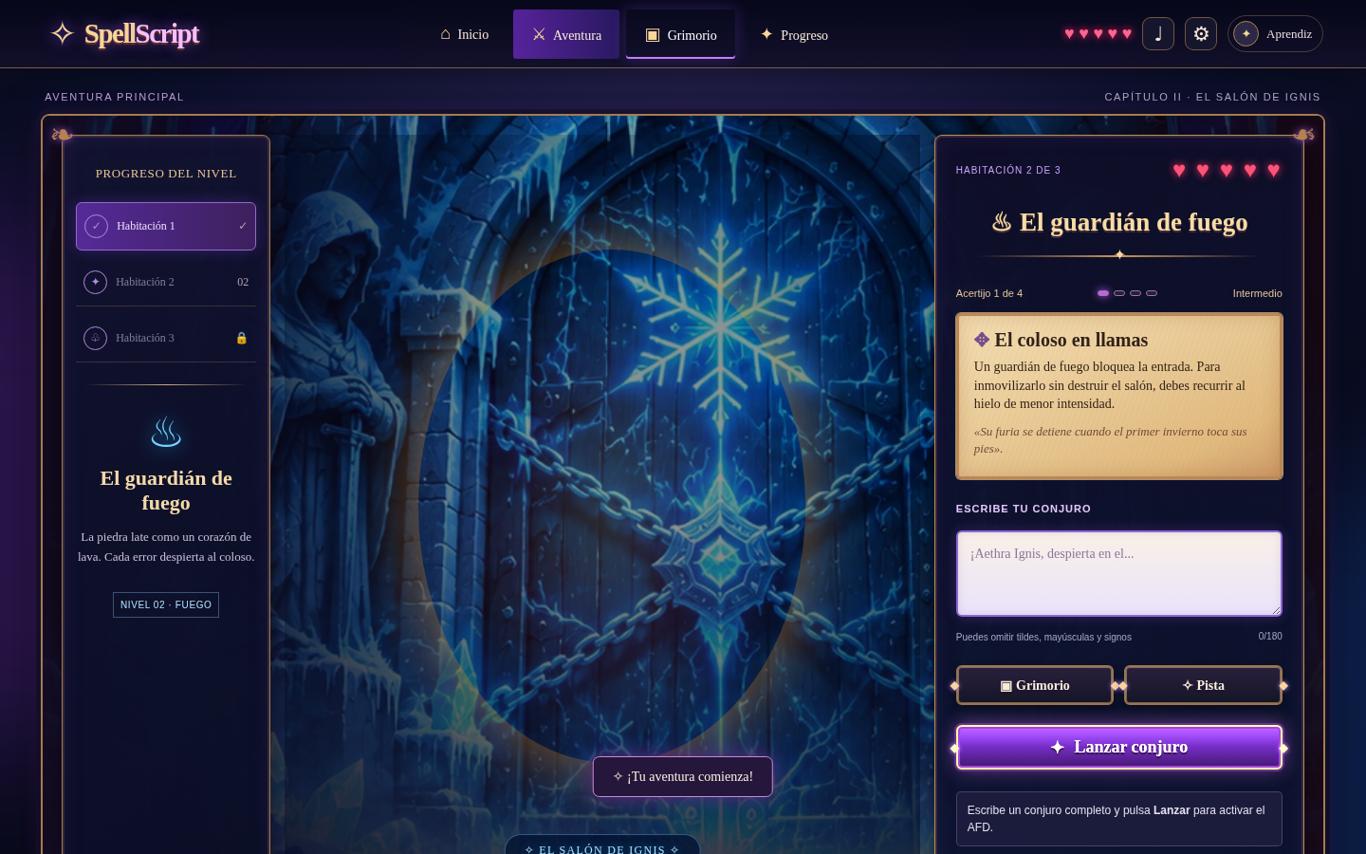 SpellScript
Inicio
Aventura
Grimorio
Progreso
Aprendiz
AVENTURA PRINCIPAL
CAPÍTULO II · EL SALÓN DE IGNIS
PROGRESO DEL NIVEL
Habitación 1
Habitación 2 02
Habitación 3
El guardián de
fuego
La piedra late como un corazón de
lava. Cada error despierta al coloso.
NIVEL 02 · FUEGO
¡Tu aventura comienza!
EL SALÓN DE IGNIS
HABITACIÓN 2 DE 3
El guardián de fuego
Acertijo 1 de 4
Intermedio
El coloso en llamas
Un guardián de fuego bloquea la entrada. Para
inmovilizarlo sin destruir el salón, debes recurrir al
hielo de menor intensidad.
«Su furia se detiene cuando el primer invierno toca sus
pies».
ESCRIBE TU CONJURO
¡Aethra Ignis, despierta en el...
Puedes omitir tildes, mayúsculas y signos
0/180
Grimorio
Pista
Lanzar conjuro
Escribe un conjuro completo y pulsa Lanzar para activar el
AFD.